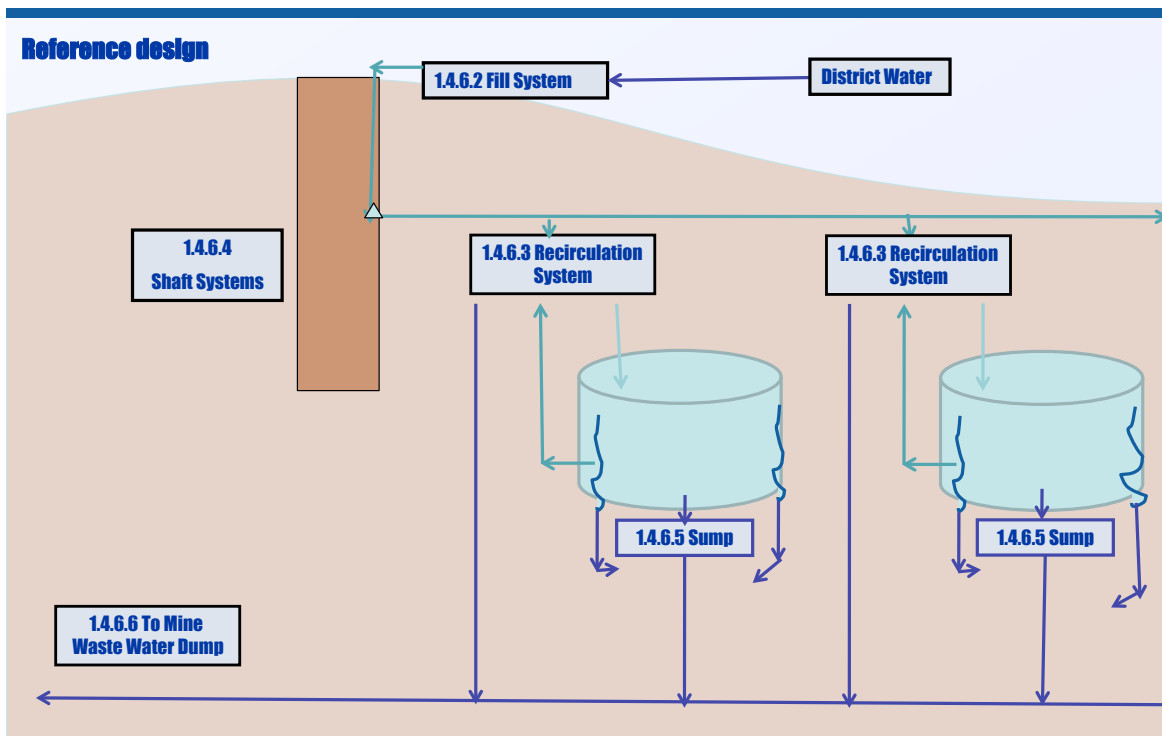 Reference design
1.4.6.2 Fill System
District Water
1.4.6.4
Shaft Systems
1.4.6.3 Recirculation
System
1.4.6.3 Recirculation
System
1.4.6.5 Sump
1.4.6.5 Sump
1.4.6.6 To Mine
Waste Water Dump